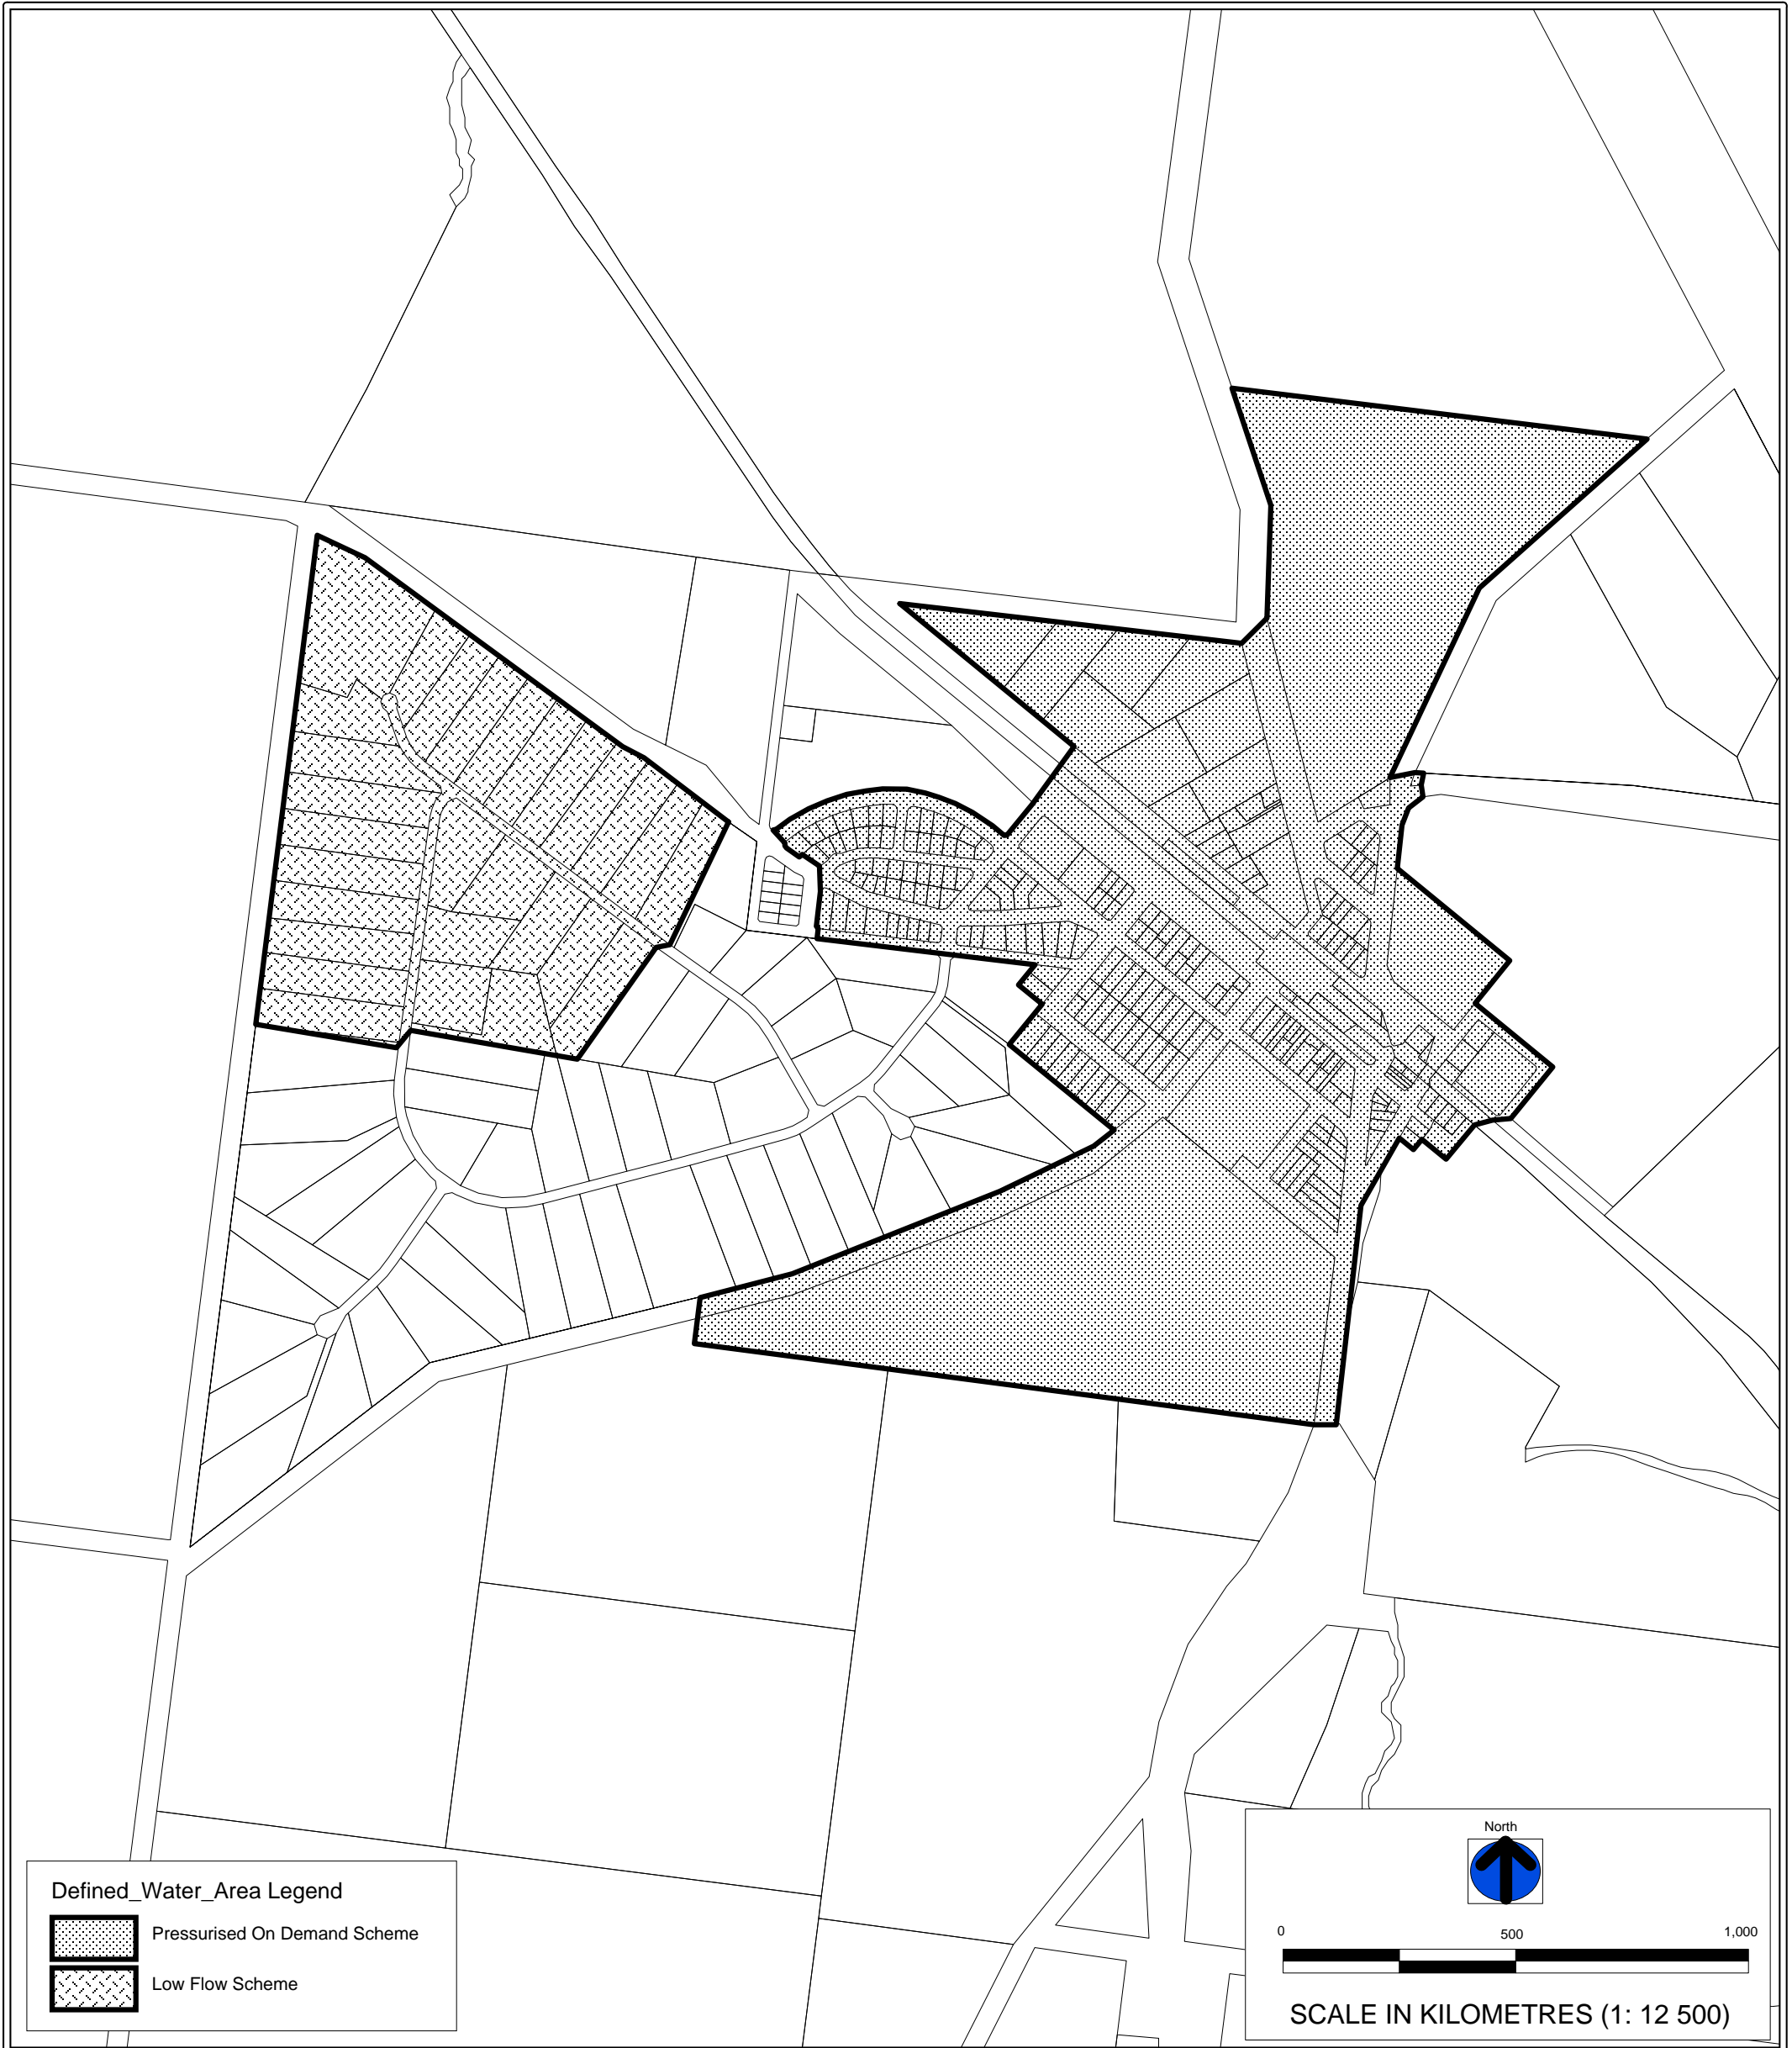 Defined_Water_Area Legend
Pressurised On Demand Scheme
Low Flow Scheme
North
0 500 1,000
SCALE IN KILOMETRES (1: 12 500)